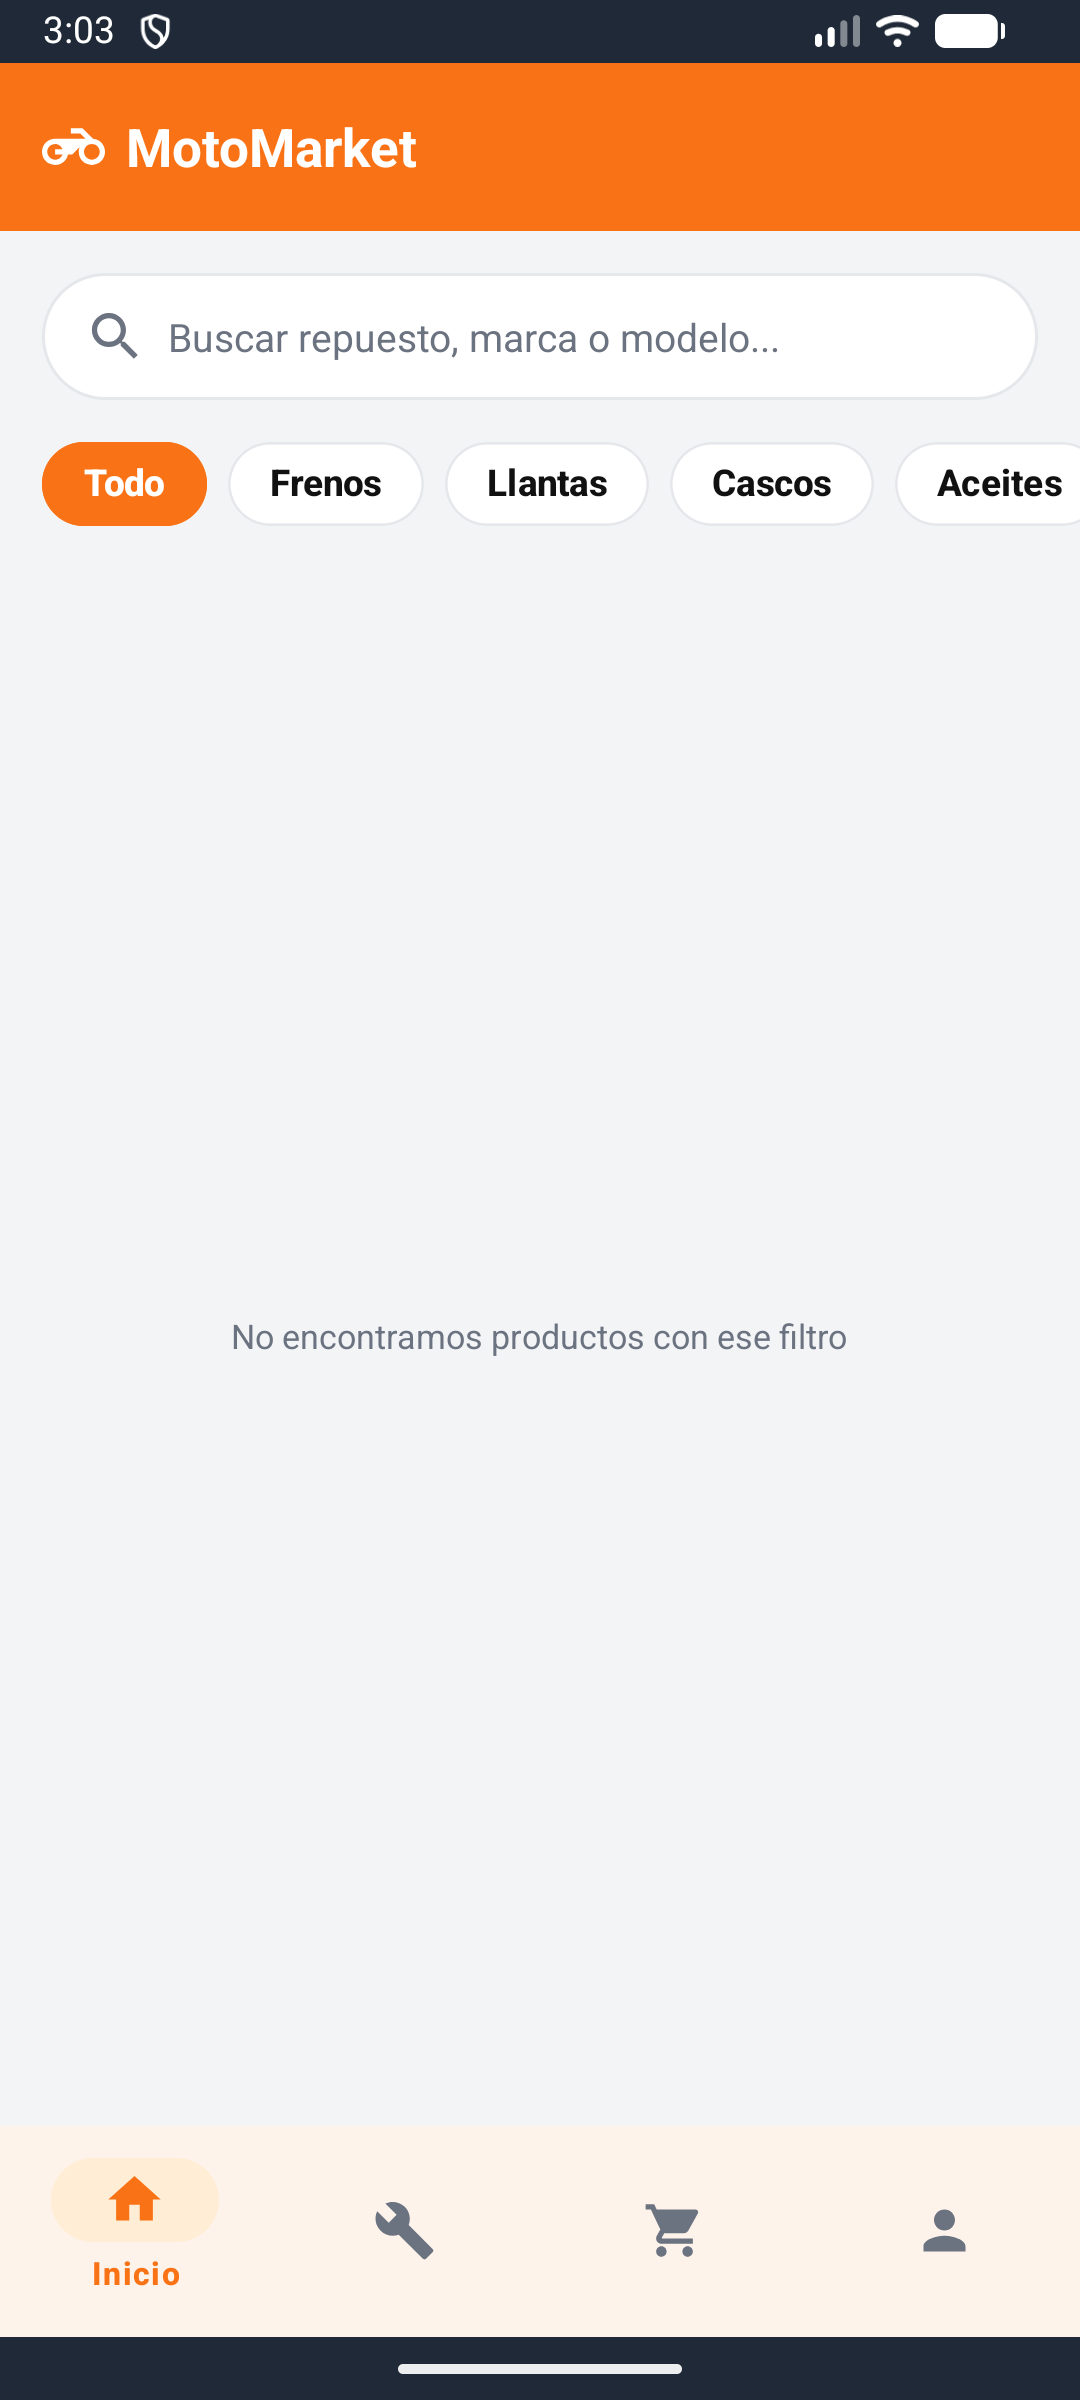 3:03
MotoMarket
Buscar repuesto, marca o modelo...
Todo Frenos Llantas Cascos Aceites
No encontramos productos con ese filtro
Inicio